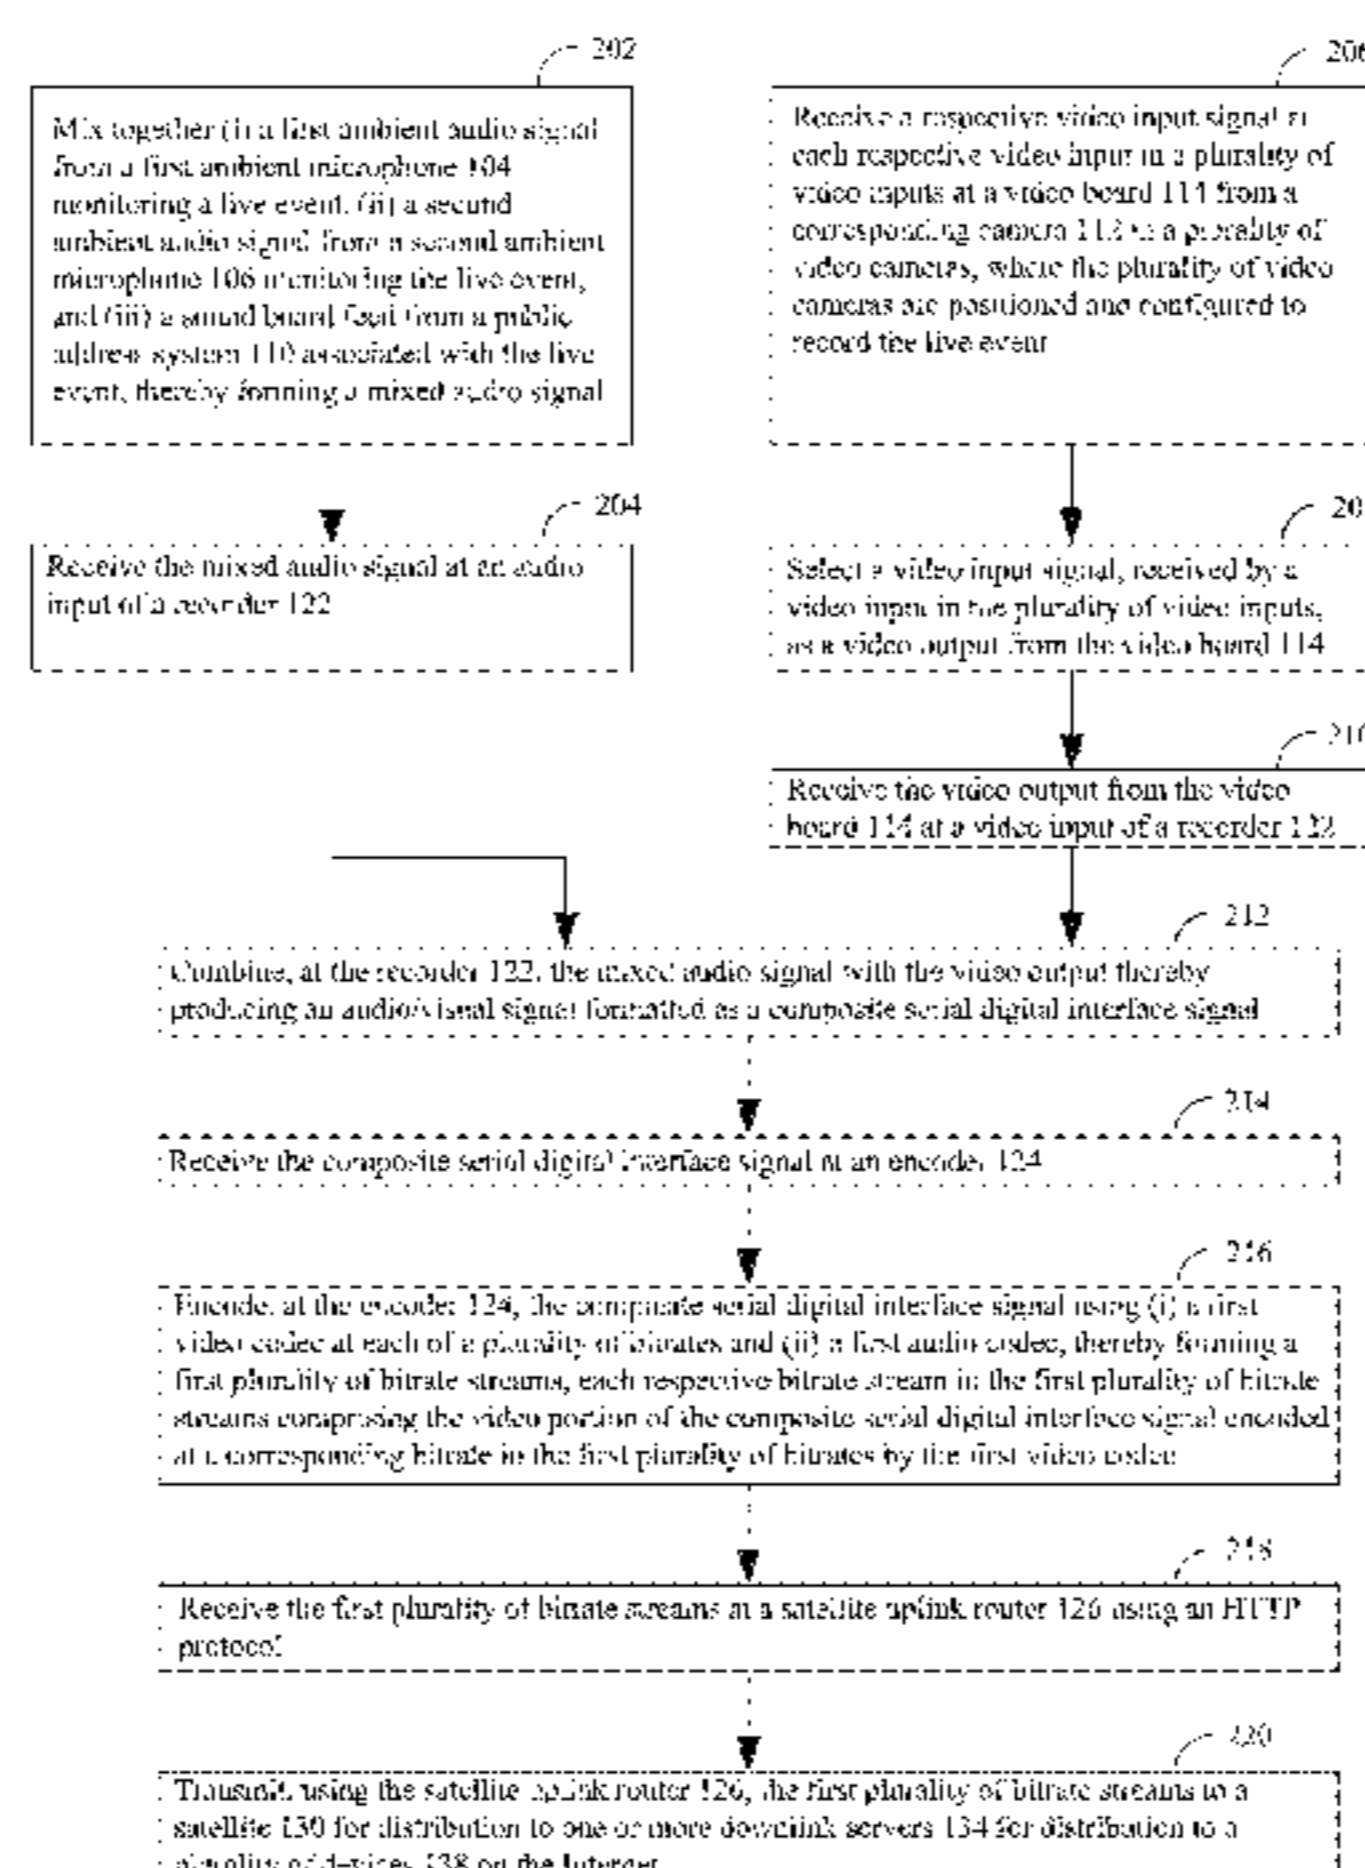 202
Mix together (i) a first ambient audio signal
from a first ambient microphone 104
monitoring a live event, (ii) a second
ambient audio signal from a second ambient
microphone 106 monitoring the live event,
and (iii) a sound board feed from a public
address system 110 associated with the live
event, thereby forming a mixed audio signal
204
Receive the mixed audio signal at an audio
input of a recorder 122
206
Receive a respective video input signal at
each respective video input in a plurality of
video inputs at a video board 114 from a
corresponding camera 112 in a plurality of
video cameras, where the plurality of video
cameras are positioned and configured to
record the live event
20
Select a video input signal, received by a
video input in the plurality of video inputs,
as a video output from the video board 114
210
Receive the video output from the video
board 114 at a video input of a recorder 122
212
Combine, at the recorder 122, the mixed audio signal with the video output thereby
producing an audio/visual signal formatted as a composite serial digital interface signal
214
Receive the composite serial digital interface signal at an encoder 124
216
Encode, at the encoder 124, the composite serial digital interface signal using (i) a first
video codec at each of a plurality of bitrates and (ii) a first audio codec, thereby forming a
first plurality of bitrate streams, each respective bitrate stream in the first plurality of bitrate
streams comprising the video portion of the composite serial digital interface signal encoded
at a corresponding bitrate in the first plurality of bitrates by the first video codec
218
Receive the first plurality of bitrate streams at a satellite uplink router 126 using an HTTP
protocol
220
Transmit, using the satellite uplink router 126, the first plurality of bitrate streams to a
satellite 130 for distribution to one or more downlink servers 134 for distribution to a
plurality of devices 138 on the Internet